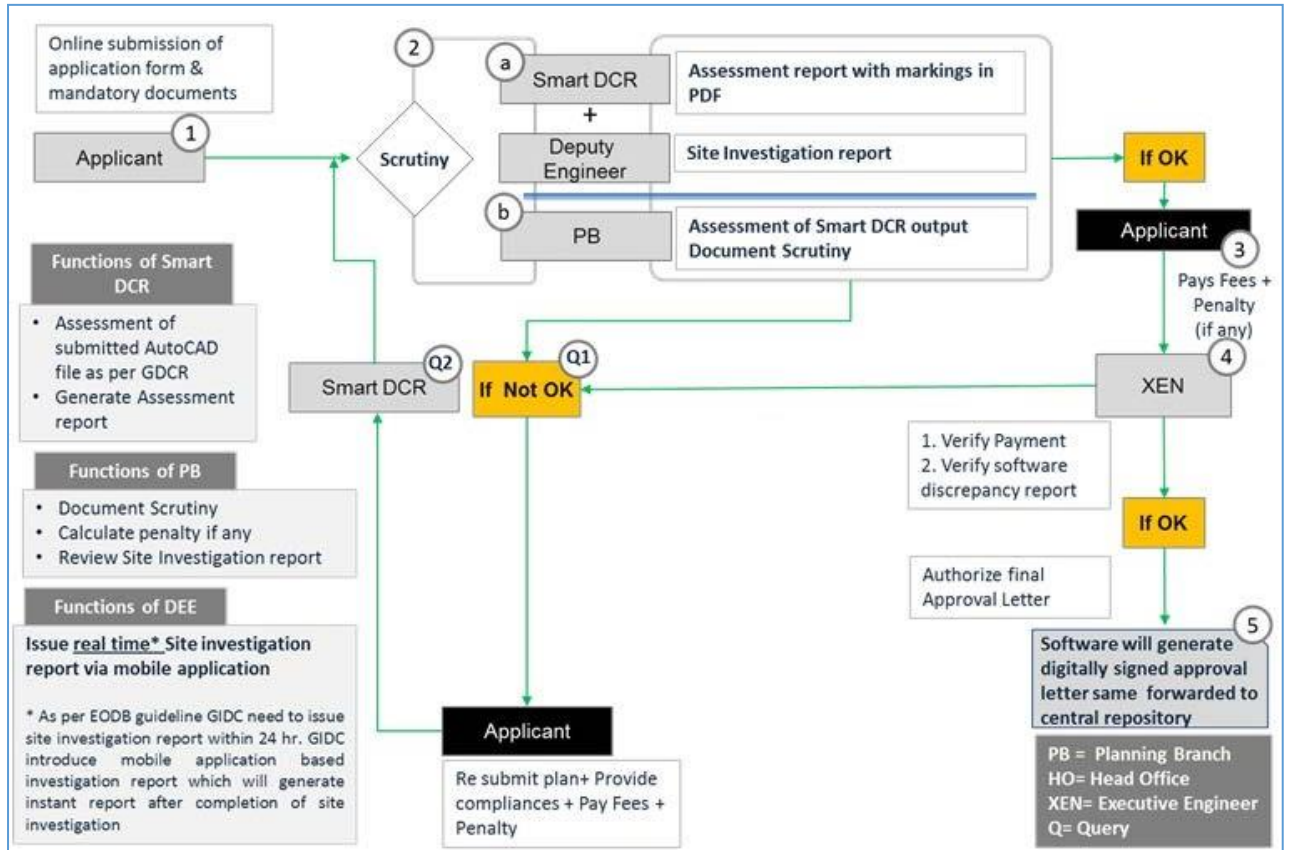 Online submission of
application form &
mandatory documents
1
Applicant
2
Scrutiny
a
Smart DCR
+
Deputy
Engineer
b
PB
Assessment report with markings in
PDF
Site Investigation report
Assessment of Smart DCR output
Document Scrutiny
If OK
Applicant
3
Pays Fees +
Penalty
(if any)
4
XEN
1. Verify Payment
2. Verify software
discrepancy report
If OK
Authorize final
Approval Letter
5
Software will generate
digitally signed approval
letter same forwarded to
central repository
PB = Planning Branch
HO= Head Office
XEN= Executive Engineer
Q= Query
Q1
If Not OK
Q2
Smart DCR
Applicant
Re submit plan+ Provide
compliances + Pay Fees +
Penalty
Functions of Smart
DCR
• Assessment of
submitted AutoCAD
file as per GDCR
• Generate Assessment
report
Functions of PB
• Document Scrutiny
• Calculate penalty if any
• Review Site Investigation report
Functions of DEE
Issue real time* Site investigation
report via mobile application
* As per EODB guideline GIDC need to issue
site investigation report within 24 hr. GIDC
introduce mobile application based
investigation report which will generate
instant report after completion of site
investigation